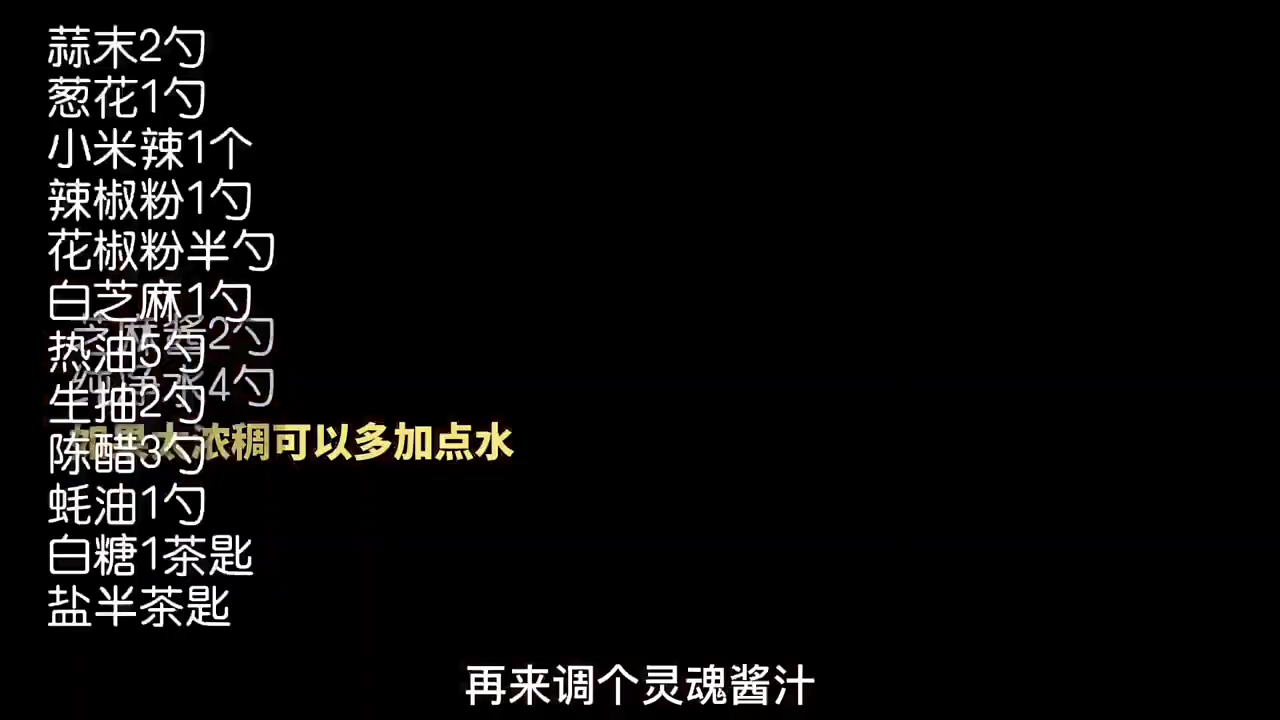 蒜末2勺
葱花1勺
小米辣1个
辣椒粉1勺
花椒粉半勺
白芝麻1勺
芝麻酱2勺
热油5勺
纯净水4勺
生抽2勺
如果太浓稠可以多加点水
陈醋3勺
蚝油1勺
白糖1茶匙
盐半茶匙
再来调个灵魂酱汁